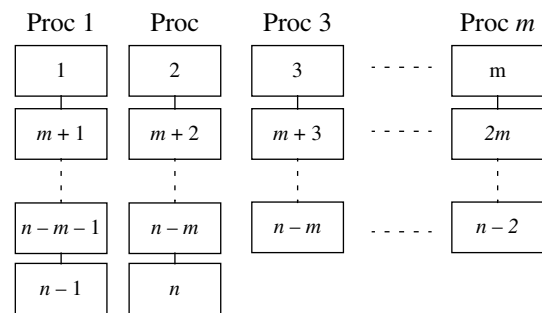 Proc 1 Proc Proc 3 Proc m
1 2 3 m
m + 1 m + 2 m + 3 2m
n – m – 1 n – m n – m n – 2
n – 1 n